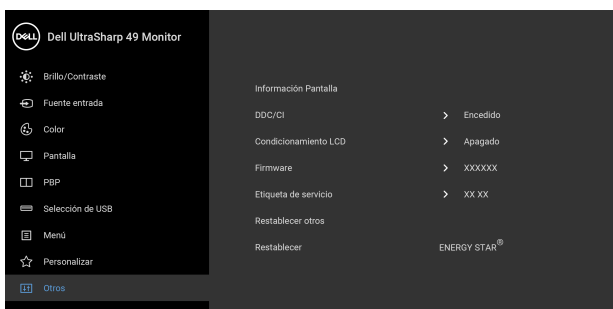 DELL Dell UltraSharp 49 Monitor
Brillo/Contraste
Fuente entrada
Color
Pantalla
PBP
Selección de USB
Menú
Personalizar
Otros
Información Pantalla
DDC/CI > Encedido
Condicionamiento LCD > Apagado
Firmware > XXXXXX
Etiqueta de servicio > XX XX
Restablecer otros
Restablecer ENERGY STAR®